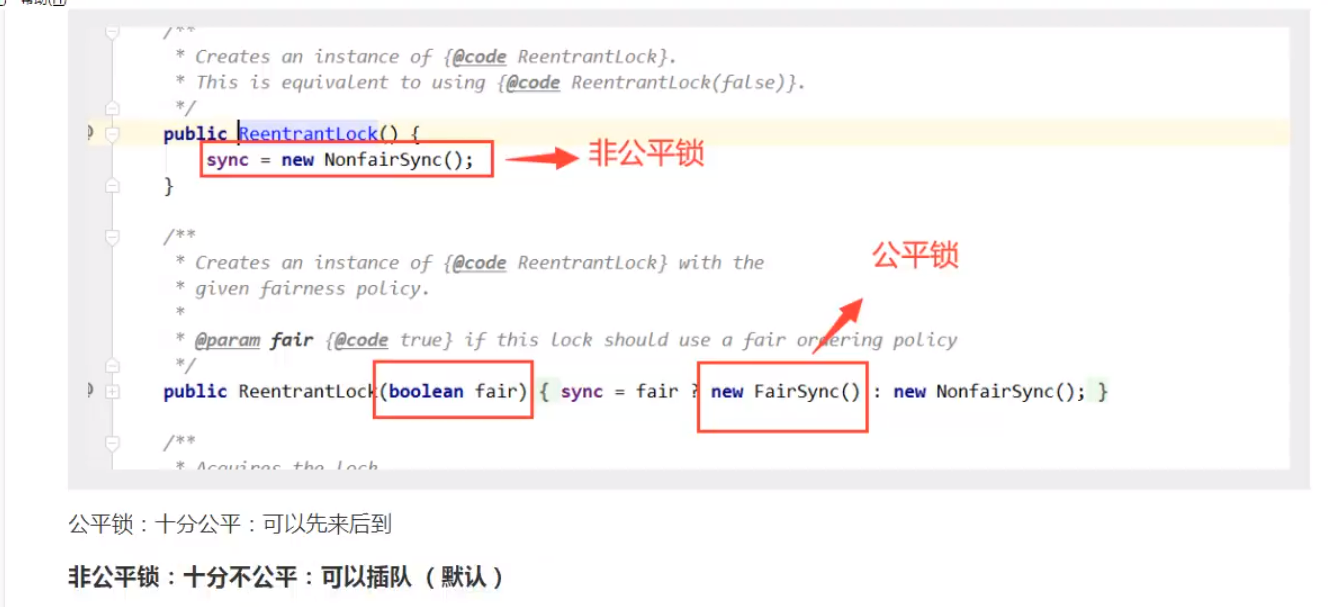 帮助(H)
/**
* Creates an instance of {@code ReentrantLock}.
* This is equivalent to using {@code ReentrantLock(false)}.
*/
public ReentrantLock() {
sync = new NonfairSync();
非公平锁
}
/**
公平锁
* Creates an instance of {@code ReentrantLock} with the
* given fairness policy.
*
* @param fair {@code true} if this lock should use a fair ordering policy
*/
public ReentrantLock(boolean fair) { sync = fair ? new FairSync() : new NonfairSync(); }
/**
* Acquires the lock
公平锁：十分公平：可以先来后到
非公平锁：十分不公平：可以插队（默认）